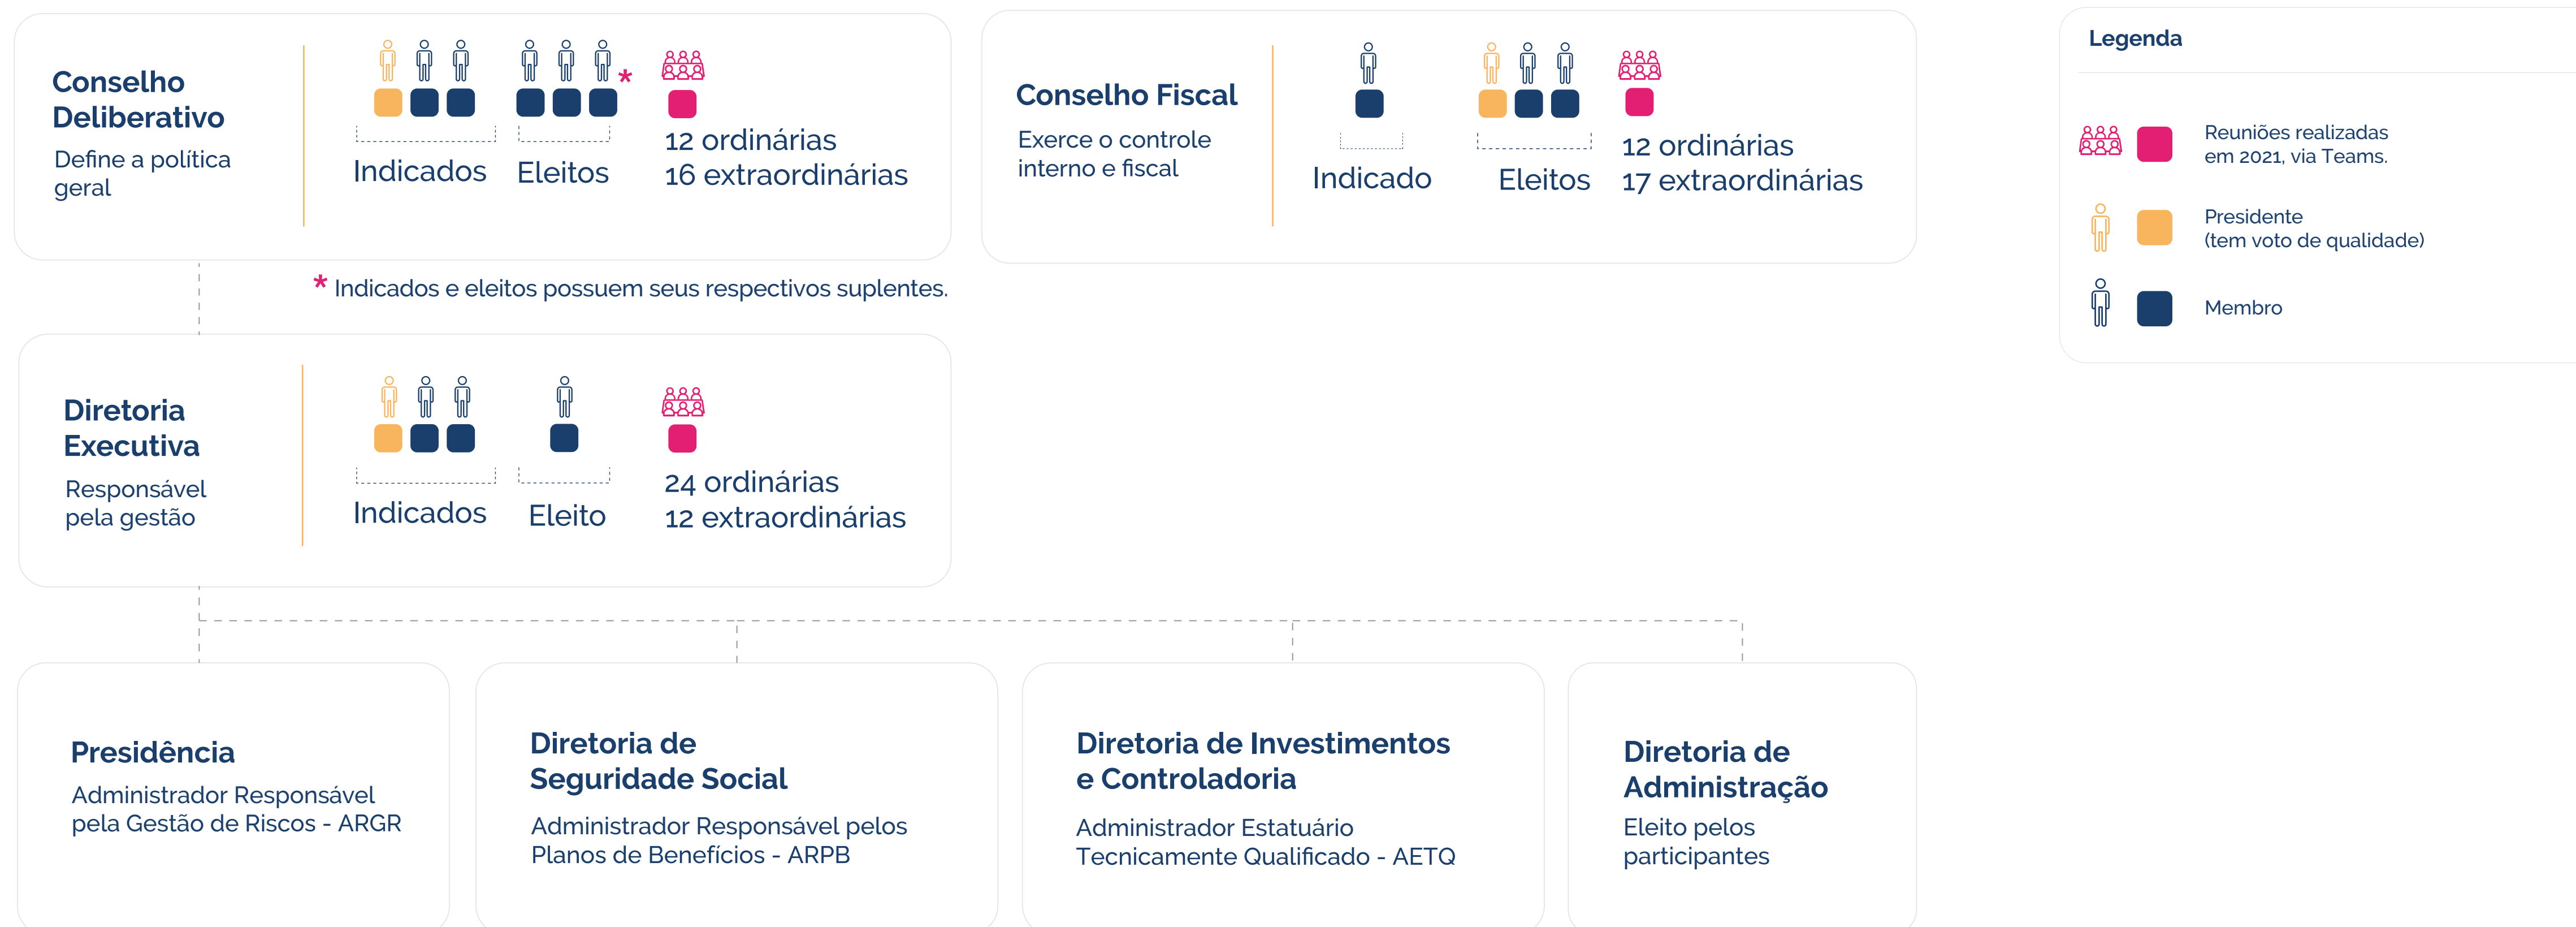 Conselho
Deliberativo
Define a política
geral
Indicados
Eleitos
*
12 ordinárias
16 extraordinárias
* Indicados e eleitos possuem seus respectivos suplentes.
Conselho Fiscal
Exerce o controle
interno e fiscal
Indicado
Eleitos
12 ordinárias
17 extraordinárias
Legenda
Reuniões realizadas
em 2021, via Teams.
Presidente
(tem voto de qualidade)
Membro
Diretoria
Executiva
Responsável
pela gestão
Indicados
Eleito
24 ordinárias
12 extraordinárias
Presidência
Administrador Responsável
pela Gestão de Riscos - ARGR
Diretoria de
Seguridade Social
Administrador Responsável pelos
Planos de Benefícios - ARPB
Diretoria de Investimentos
e Controladoria
Administrador Estatuário
Tecnicamente Qualificado - AETQ
Diretoria de
Administração
Eleito pelos
participantes